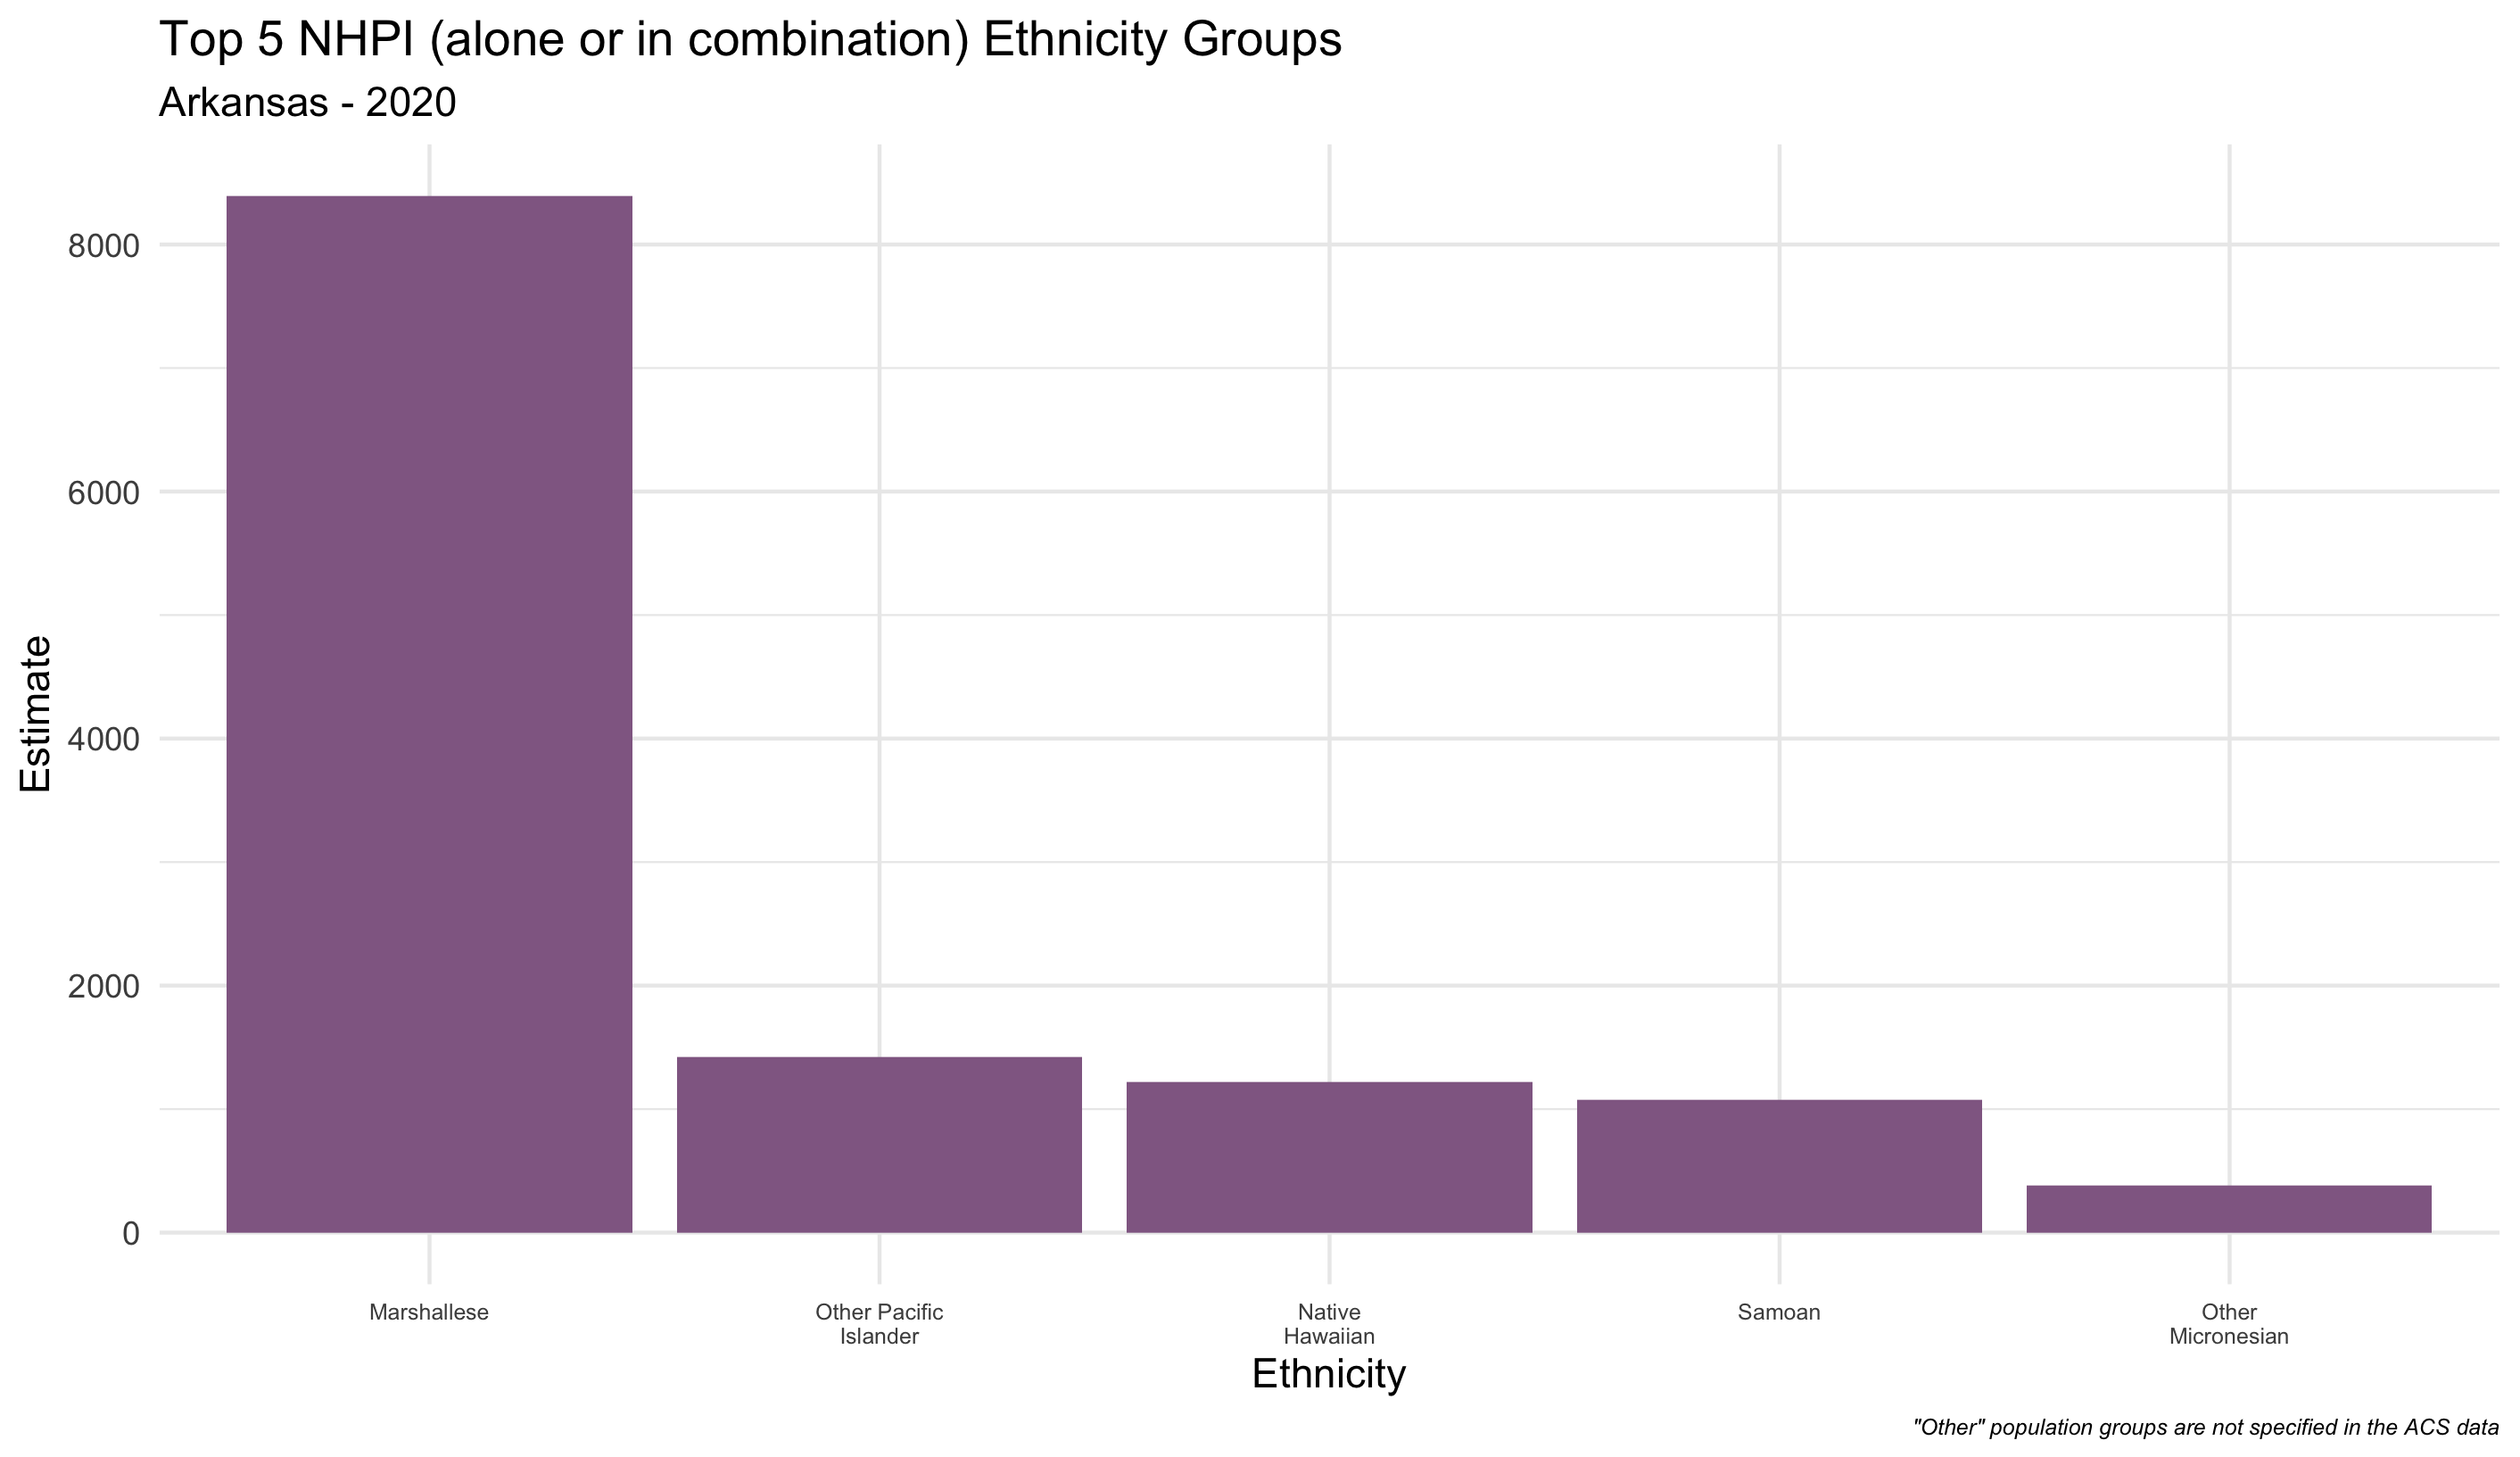 Top 5 NHPI (alone or in combination) Ethnicity Groups
Arkansas - 2020
Estimate
8000
6000
4000
2000
0
Marshallese
Other Pacific
Islander
Native
Hawaiian
Samoan
Other
Micronesian
Ethnicity
"Other" population groups are not specified in the ACS data